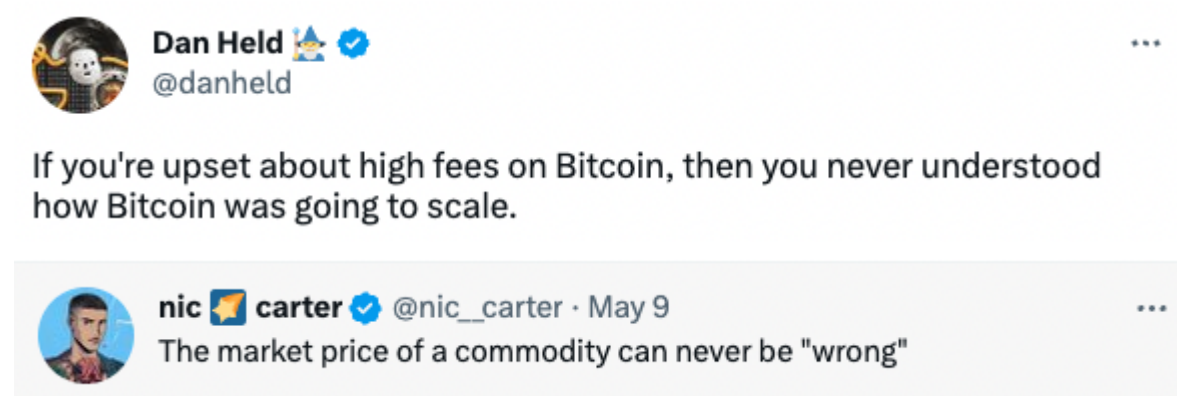 Dan Held 🧙‍♂️
@danheld
If you're upset about high fees on Bitcoin, then you never understood
how Bitcoin was going to scale.
nic 🌠 carter @nic__carter · May 9
The market price of a commodity can never be "wrong"